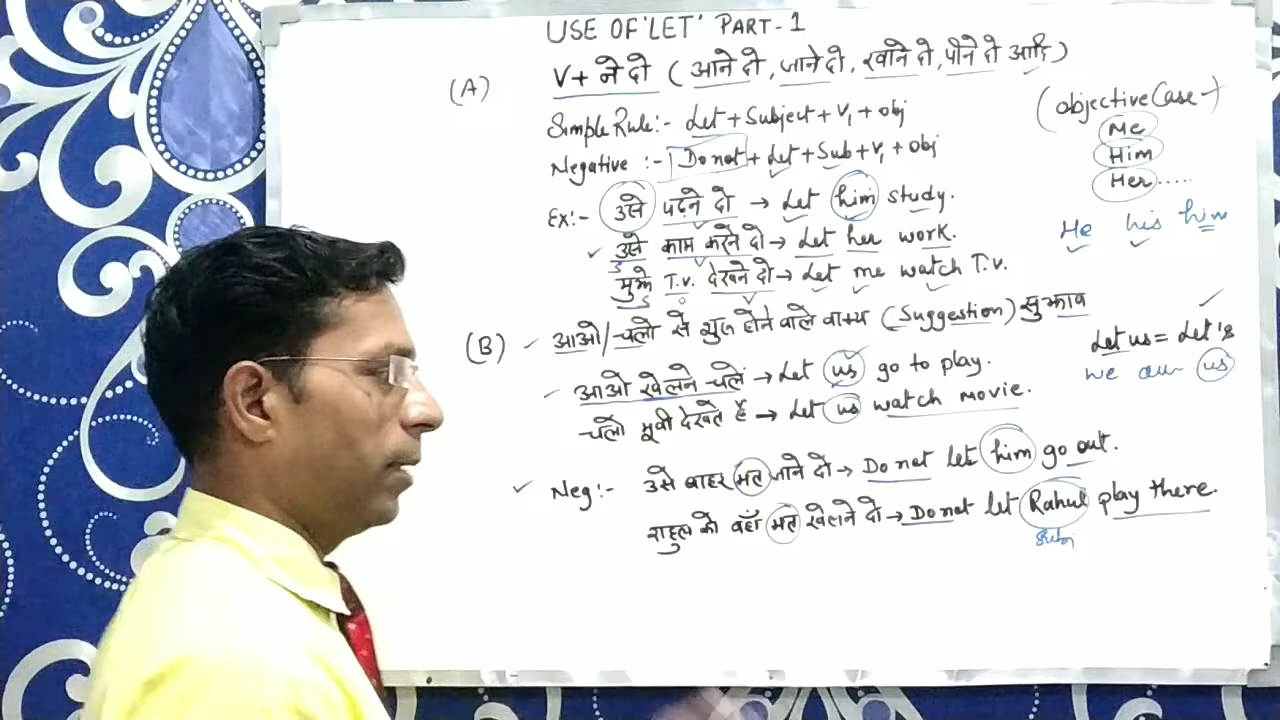 USE OF 'LET' PART-1
(A) V+ ने दो (आने दो, जाने दो, खाने दो, पीने दो आदि)
Simple Rule:- Let + Subject + V1 + obj
Negative :- Do not + Let + Sub + V1 + Obj
Ex:- उसे पढ़ने दो → Let him study.
उसे काम करने दो → Let her work.
S V
मुझे T.V. देखने दो → Let me watch T.V.
S O V
(objective Case →)
Me
Him
Her.....
He his him
(B) आओ/चलो से शुरू होने वाले वाक्य (Suggestion) सुझाव
आओ खेलने चलें → Let us go to play.
चलो मूवी देखते हैं → Let us watch movie.
Let us = Let's
we our us
Neg:- उसे बाहर मत जाने दो → Do not let him go out.
राहुल को वहाँ मत खेलने दो → Do not let Rahul play there.
Subj